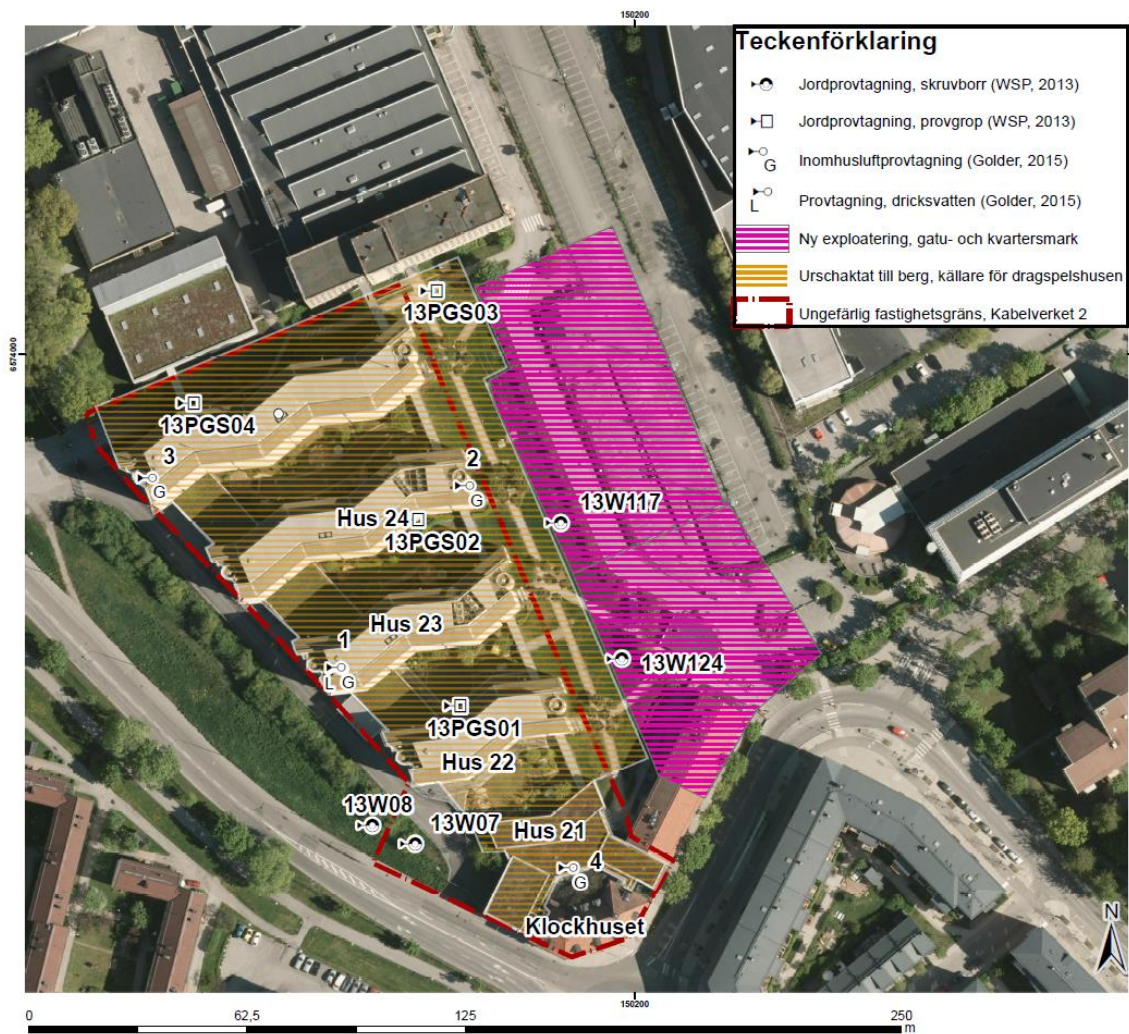 150200
Teckenförklaring
Jordprovtagning, skruvborr (WSP, 2013)
Jordprovtagning, provgrop (WSP, 2013)
G
Inomhusluftprovtagning (Golder, 2015)
L
Provtagning, dricksvatten (Golder, 2015)
Ny exploatering, gatu- och kvartersmark
Urschaktat till berg, källare för dragspelshusen
Ungefärlig fastighetsgräns, Kabelverket 2
6574000
13PGS03
13PGS04
3
G
2
G
13W117
Hus 24
13PGS02
Hus 23
1
L G
13W124
13PGS01
Hus 22
13W08
13W07
Hus 21
4
G
Klockhuset
N
150200
0 62,5 125 250
m